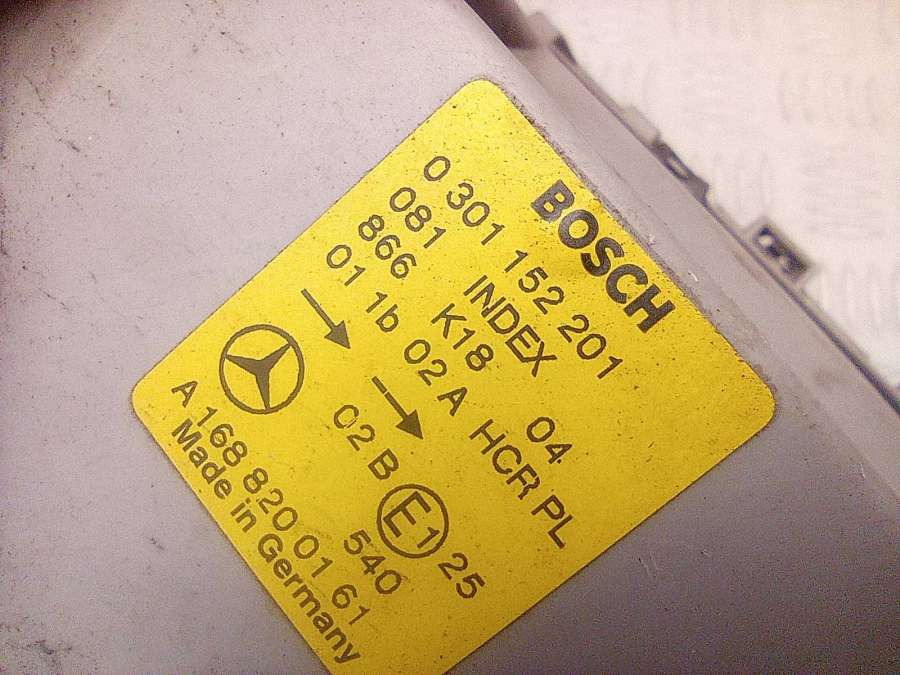 BOSCH
0 301 152 201
081 INDEX 04
866 K18
01 1b 02 A HCR PL
02 B E1 25
540
A 168 820 01 61
Made in Germany